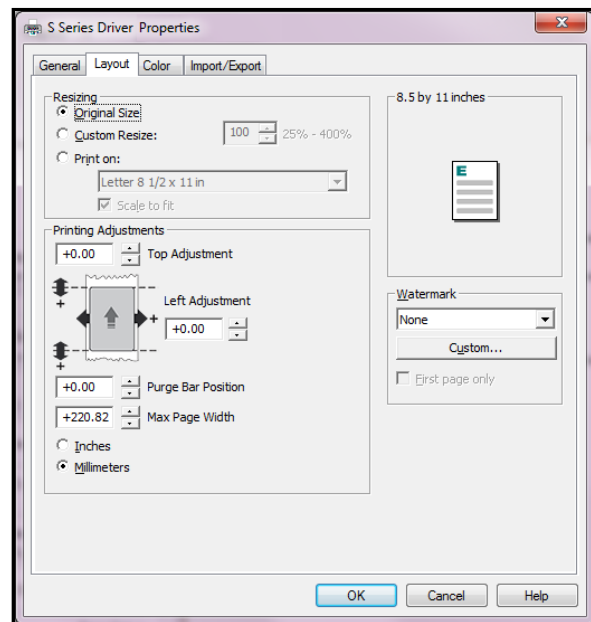 S Series Driver Properties
General
Layout
Color
Import/Export
Resizing
Original Size
Custom Resize:
100
25% - 400%
Print on:
Letter 8 1/2 x 11 in
Scale to fit
Printing Adjustments
+0.00
Top Adjustment
+
+
+
Left Adjustment
+0.00
+0.00
Purge Bar Position
+220.82
Max Page Width
Inches
Millimeters
8.5 by 11 inches
E
Watermark
None
Custom...
First page only
OK
Cancel
Help